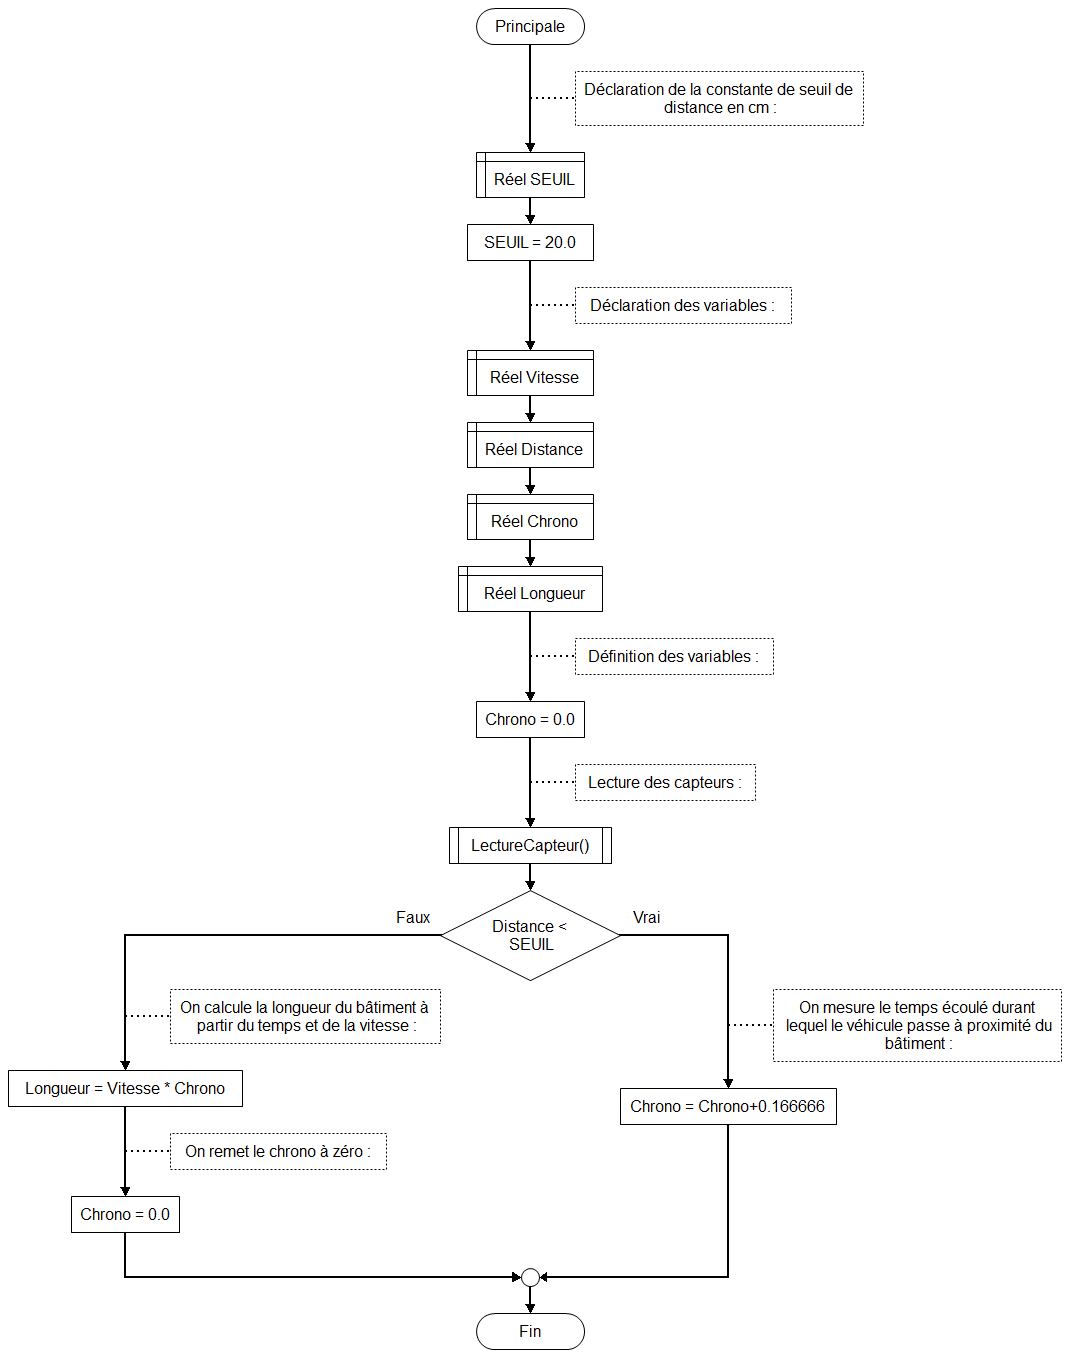 Principale
Déclaration de la constante de seuil de
distance en cm :
Réel SEUIL
SEUIL = 20.0
Déclaration des variables :
Réel Vitesse
Réel Distance
Réel Chrono
Réel Longueur
Définition des variables :
Chrono = 0.0
Lecture des capteurs :
LectureCapteur()
Faux
Distance <
SEUIL
Vrai
On calcule la longueur du bâtiment à
partir du temps et de la vitesse :
Longueur = Vitesse * Chrono
On remet le chrono à zéro :
Chrono = 0.0
On mesure le temps écoulé durant
lequel le véhicule passe à proximité du
bâtiment :
Chrono = Chrono+0.166666
Fin